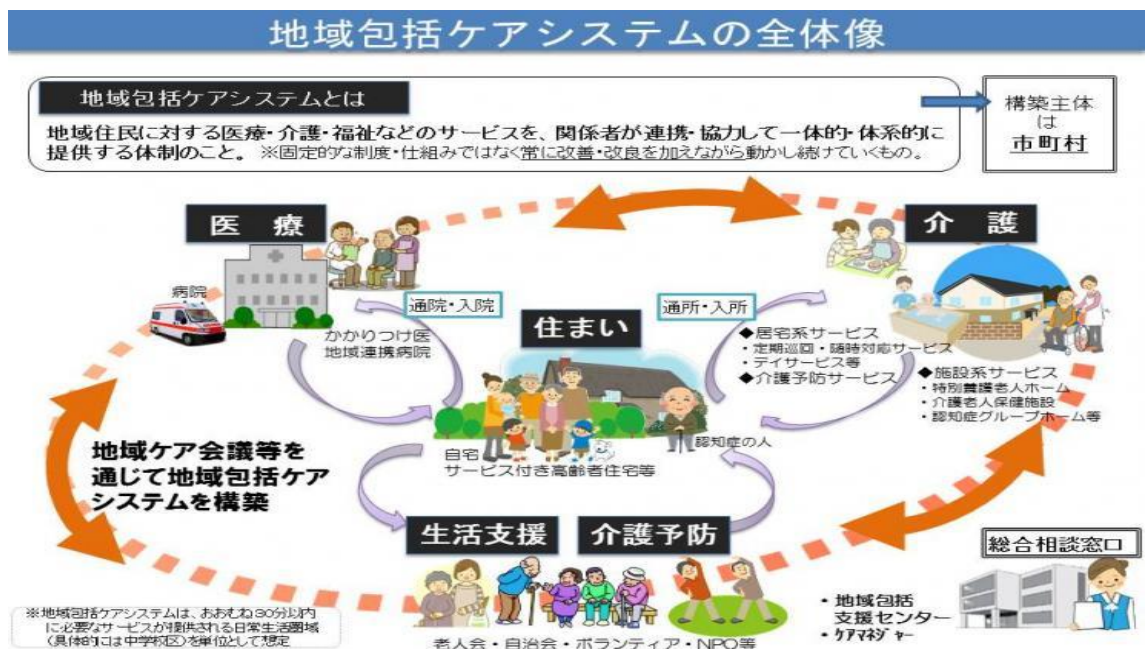 地域包括ケアシステムの全体像
地域包括ケアシステムとは
地域住民に対する医療・介護・福祉などのサービスを、関係者が連携・協力して一体的・体系的に
提供する体制のこと。 ※固定的な制度・仕組みではなく常に改善・改良を加えながら動かし続けていくもの。
構築主体
は
市町村
医 療
介 護
病院
通院・入院
通所・入所
かかりつけ医
地域連携病院
住まい
◆居宅系サービス
・定期巡回・随時対応サービス
・デイサービス等
◆介護予防サービス
◆施設系サービス
・特別養護老人ホーム
・介護老人保健施設
・認知症グループホーム等
認知症の人
自宅
サービス付き高齢者住宅等
地域ケア会議等を
通じて地域包括ケア
システムを構築
生活支援
介護予防
総合相談窓口
・地域包括
支援センター
・ケアマネジャー
老人会・自治会・ボランティア・NPO等
※地域包括ケアシステムは、おおむね30分以内
に必要なサービスが提供される日常生活圏域
(具体的には中学校区)を単位として想定